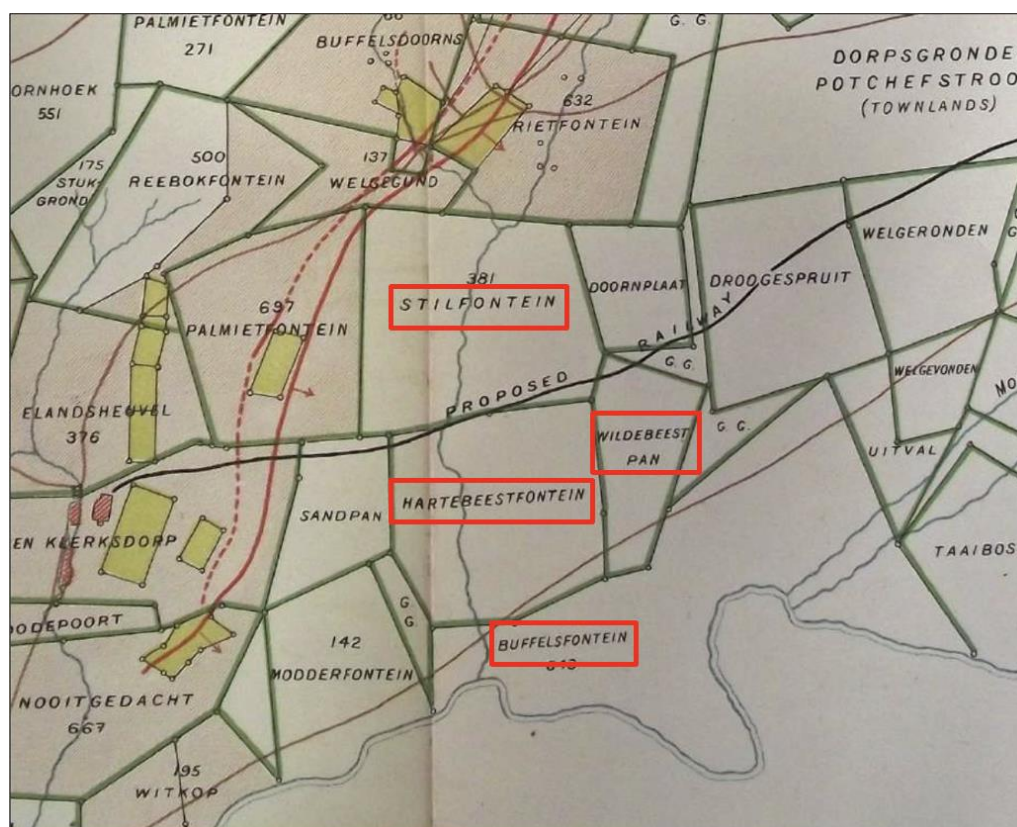 PALMIETFONTEIN
271
BUFFELSDOORNS
G. G.
DORPSGRONDE
POTCHEFSTROO
(TOWNLANDS)
ORNHOEK
551
632
RIETFONTEIN
175
STUK-
GROND
500
REEBOKFONTEIN
137
WELGEGUND
WELGERONDEN
381
STILFONTEIN
DOORNPLAAT
DROOGESPRUIT
697
PALMIETFONTEIN
PROPOSED RAILWAY
G. G.
WELGEVONDEN
MO
ELANDSHEUVEL
376
WILDEBEEST
PAN
G. G.
UITVAL
HARTEBEESTFONTEIN
SANDPAN
EN KLERKSDORP
TAAIBOS
OODEPOORT
G.
G.
142
MODDERFONTEIN
BUFFELSFONTEIN
NOOITGEDACHT
667
195
WITKOP